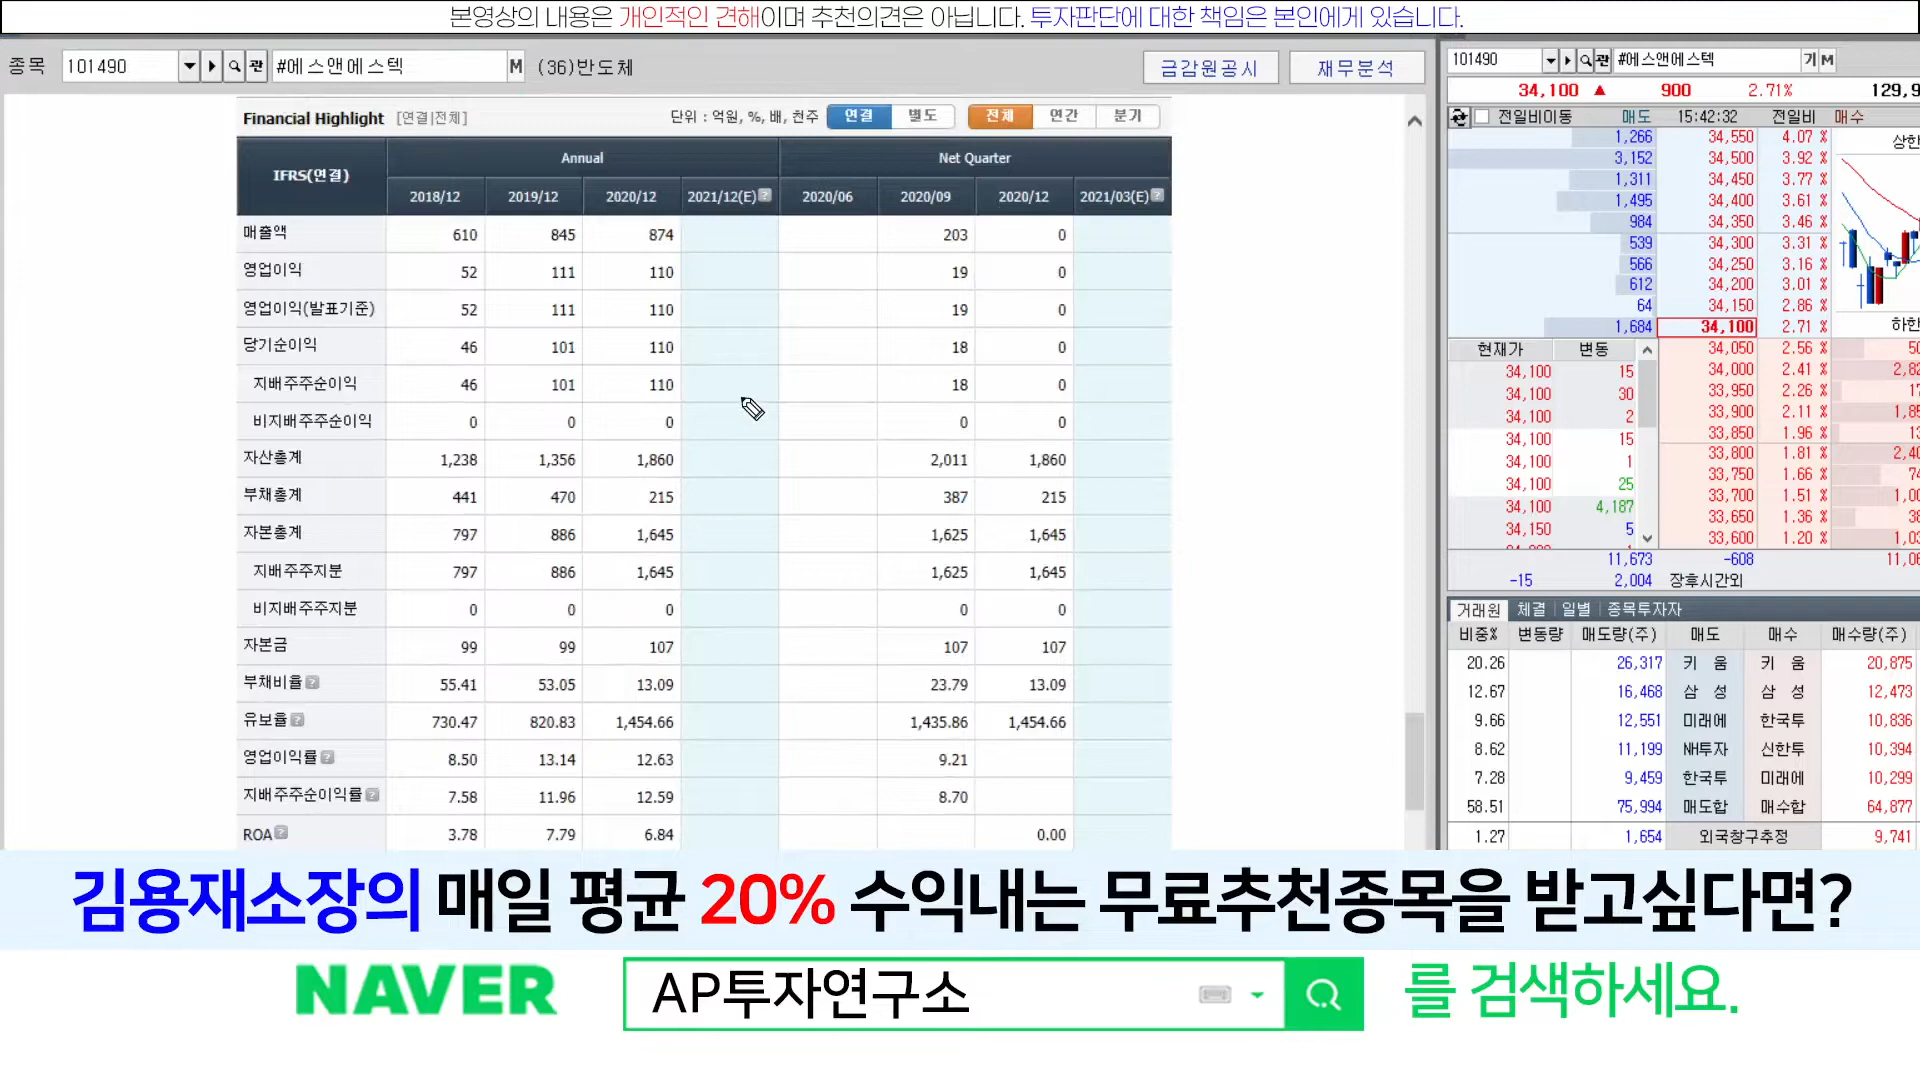 본영상의 내용은 개인적인 견해이며 추천의견은 아닙니다. 투자판단에 대한 책임은 본인에게 있습니다.
종목 101490 관 #에스앤에스텍 M (36)반도체 금감원공시 재무분석
Financial Highlight [연결|전체] 단위 : 억원, %, 배, 천주 연결 별도 전체 연간 분기
IFRS(연결) Annual Net Quarter
2018/12 2019/12 2020/12 2021/12(E) 2020/06 2020/09 2020/12 2021/03(E)
매출액 610 845 874 203 0
영업이익 52 111 110 19 0
영업이익(발표기준) 52 111 110 19 0
당기순이익 46 101 110 18 0
지배주주순이익 46 101 110 18 0
비지배주주순이익 0 0 0 0 0
자산총계 1,238 1,356 1,860 2,011 1,860
부채총계 441 470 215 387 215
자본총계 797 886 1,645 1,625 1,645
지배주주지분 797 886 1,645 1,625 1,645
비지배주주지분 0 0 0 0 0
자본금 99 99 107 107 107
부채비율 55.41 53.05 13.09 23.79 13.09
유보율 730.47 820.83 1,454.66 1,435.86 1,454.66
영업이익률 8.50 13.14 12.63 9.21
지배주주순이익률 7.58 11.96 12.59 8.70
ROA 3.78 7.79 6.84 0.00
101490 관 #에스앤에스텍 기 M
34,100 ▲ 900 2.71% 129,9
전일비이동 매도 15:42:32 전일비 매수
1,266 34,550 4.07 % 상한
3,152 34,500 3.92 %
1,311 34,450 3.77 %
1,495 34,400 3.61 %
984 34,350 3.46 %
539 34,300 3.31 %
566 34,250 3.16 %
612 34,200 3.01 %
64 34,150 2.86 %
1,684 34,100 2.71 % 하한
현재가 변동
34,100 15
34,100 30
34,100 2
34,100 15
34,100 1
34,100 25
34,100 4,187
34,150 5
34,050 2.56 % 50
34,000 2.41 % 2,82
33,950 2.26 % 17
33,900 2.11 % 1,85
33,850 1.96 % 13
33,800 1.81 % 2,40
33,750 1.66 % 74
33,700 1.51 % 1,00
33,650 1.36 % 38
33,600 1.20 % 1,03
11,673 -608 11,06
-15 2,004 장후시간외
거래원 체결 일별 종목투자자
비중% 변동량 매도량(주) 매도 매수 매수량(주)
20.26 26,317 키 움 키 움 20,875
12.67 16,468 삼 성 삼 성 12,473
9.66 12,551 미래에 한국투 10,836
8.62 11,199 NH투자 신한투 10,394
7.28 9,459 한국투 미래에 10,299
58.51 75,994 매도합 매수합 64,877
1.27 1,654 외국창구추정 9,741
김용재소장의 매일 평균 20% 수익내는 무료추천종목을 받고싶다면?
NAVER AP투자연구소 를 검색하세요.